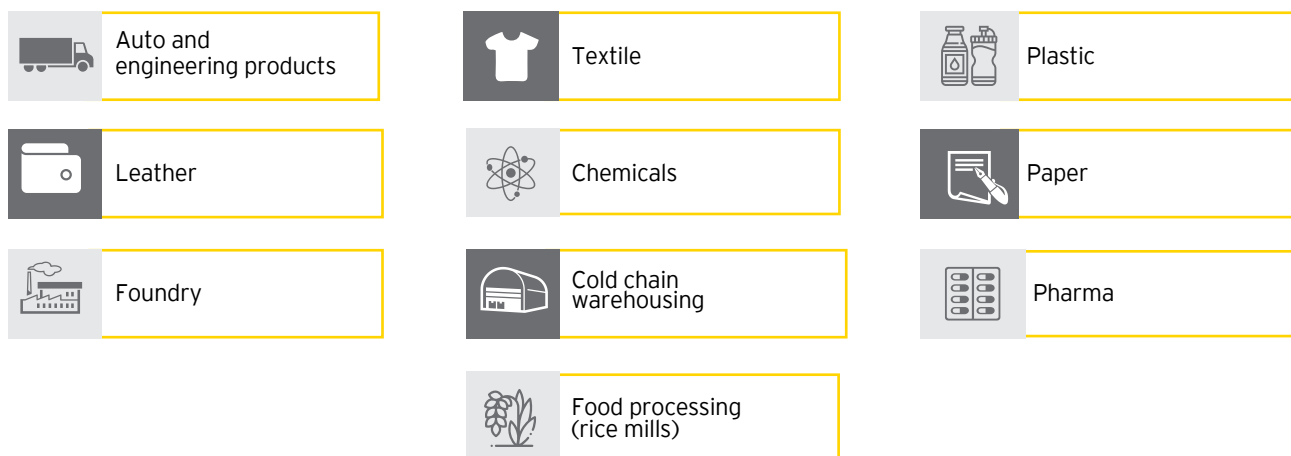 Auto and
engineering products
Textile
Plastic
Leather
Chemicals
Paper
Foundry
Cold chain
warehousing
Pharma
Food processing
(rice mills)